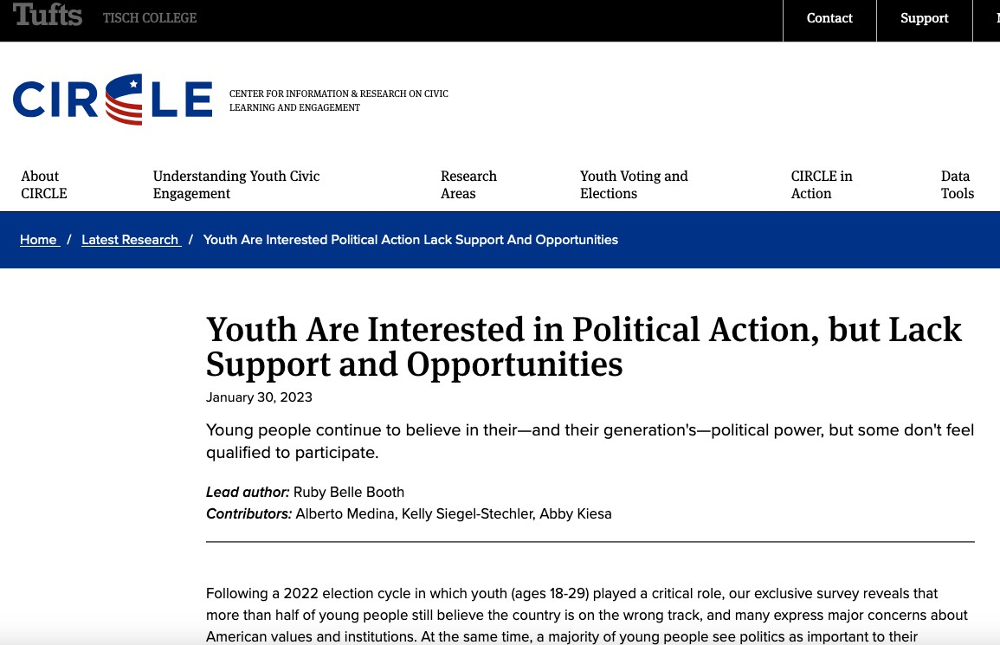 Tufts TISCH COLLEGE Contact Support
CIRCLE CENTER FOR INFORMATION & RESEARCH ON CIVIC
LEARNING AND ENGAGEMENT
About
CIRCLE
Understanding Youth Civic
Engagement
Research
Areas
Youth Voting and
Elections
CIRCLE in
Action
Data
Tools
Home / Latest Research / Youth Are Interested Political Action Lack Support And Opportunities
Youth Are Interested in Political Action, but Lack
Support and Opportunities
January 30, 2023
Young people continue to believe in their—and their generation's—political power, but some don't feel
qualified to participate.
Lead author: Ruby Belle Booth
Contributors: Alberto Medina, Kelly Siegel-Stechler, Abby Kiesa
Following a 2022 election cycle in which youth (ages 18-29) played a critical role, our exclusive survey reveals that
more than half of young people still believe the country is on the wrong track, and many express major concerns about
American values and institutions. At the same time, a majority of young people see politics as important to their